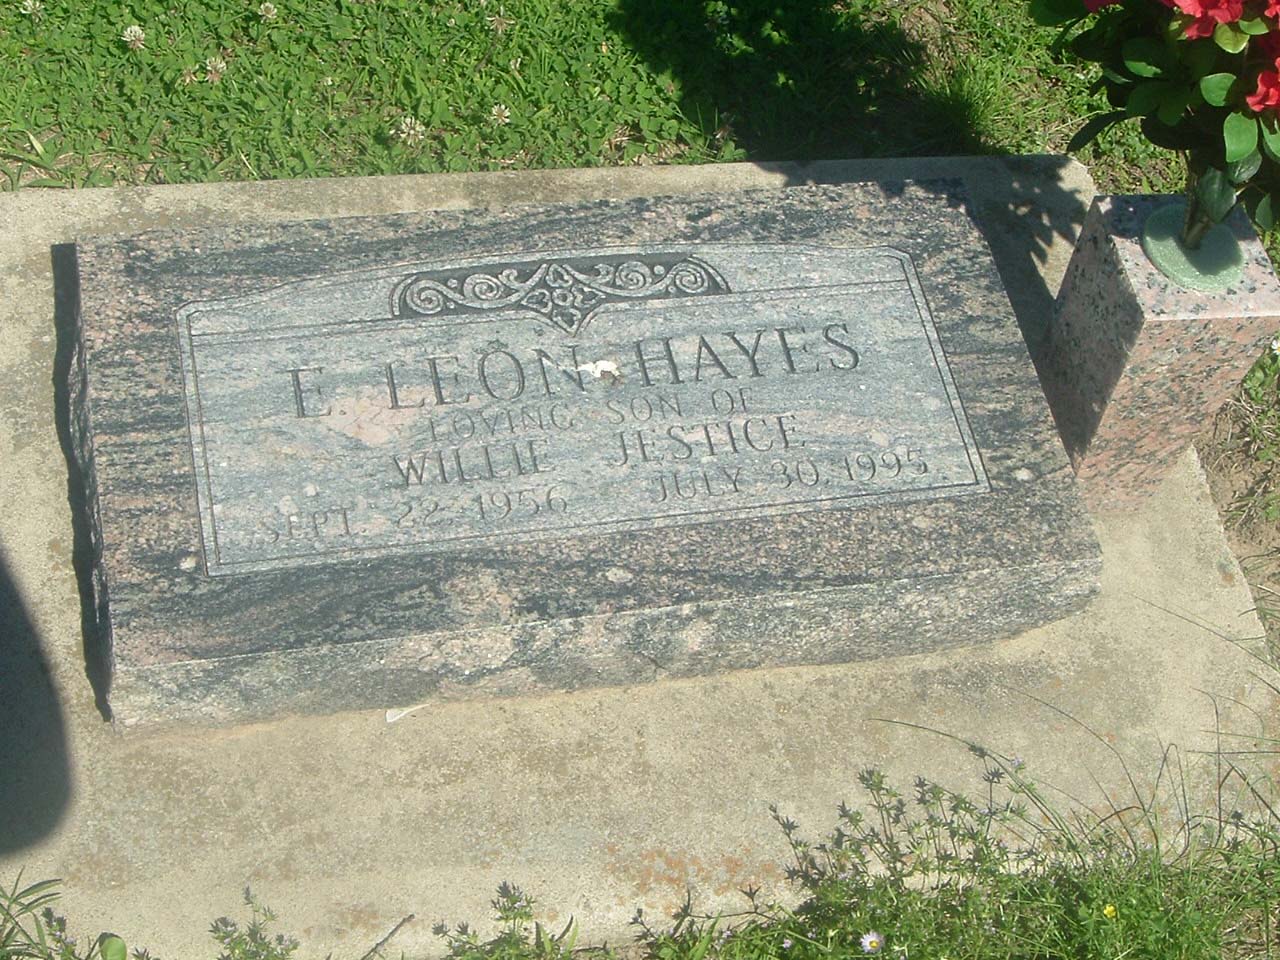 E. LEON HAYES
LOVING SON OF
WILLIE JESTICE
SEPT. 22, 1956 JULY 30, 1995